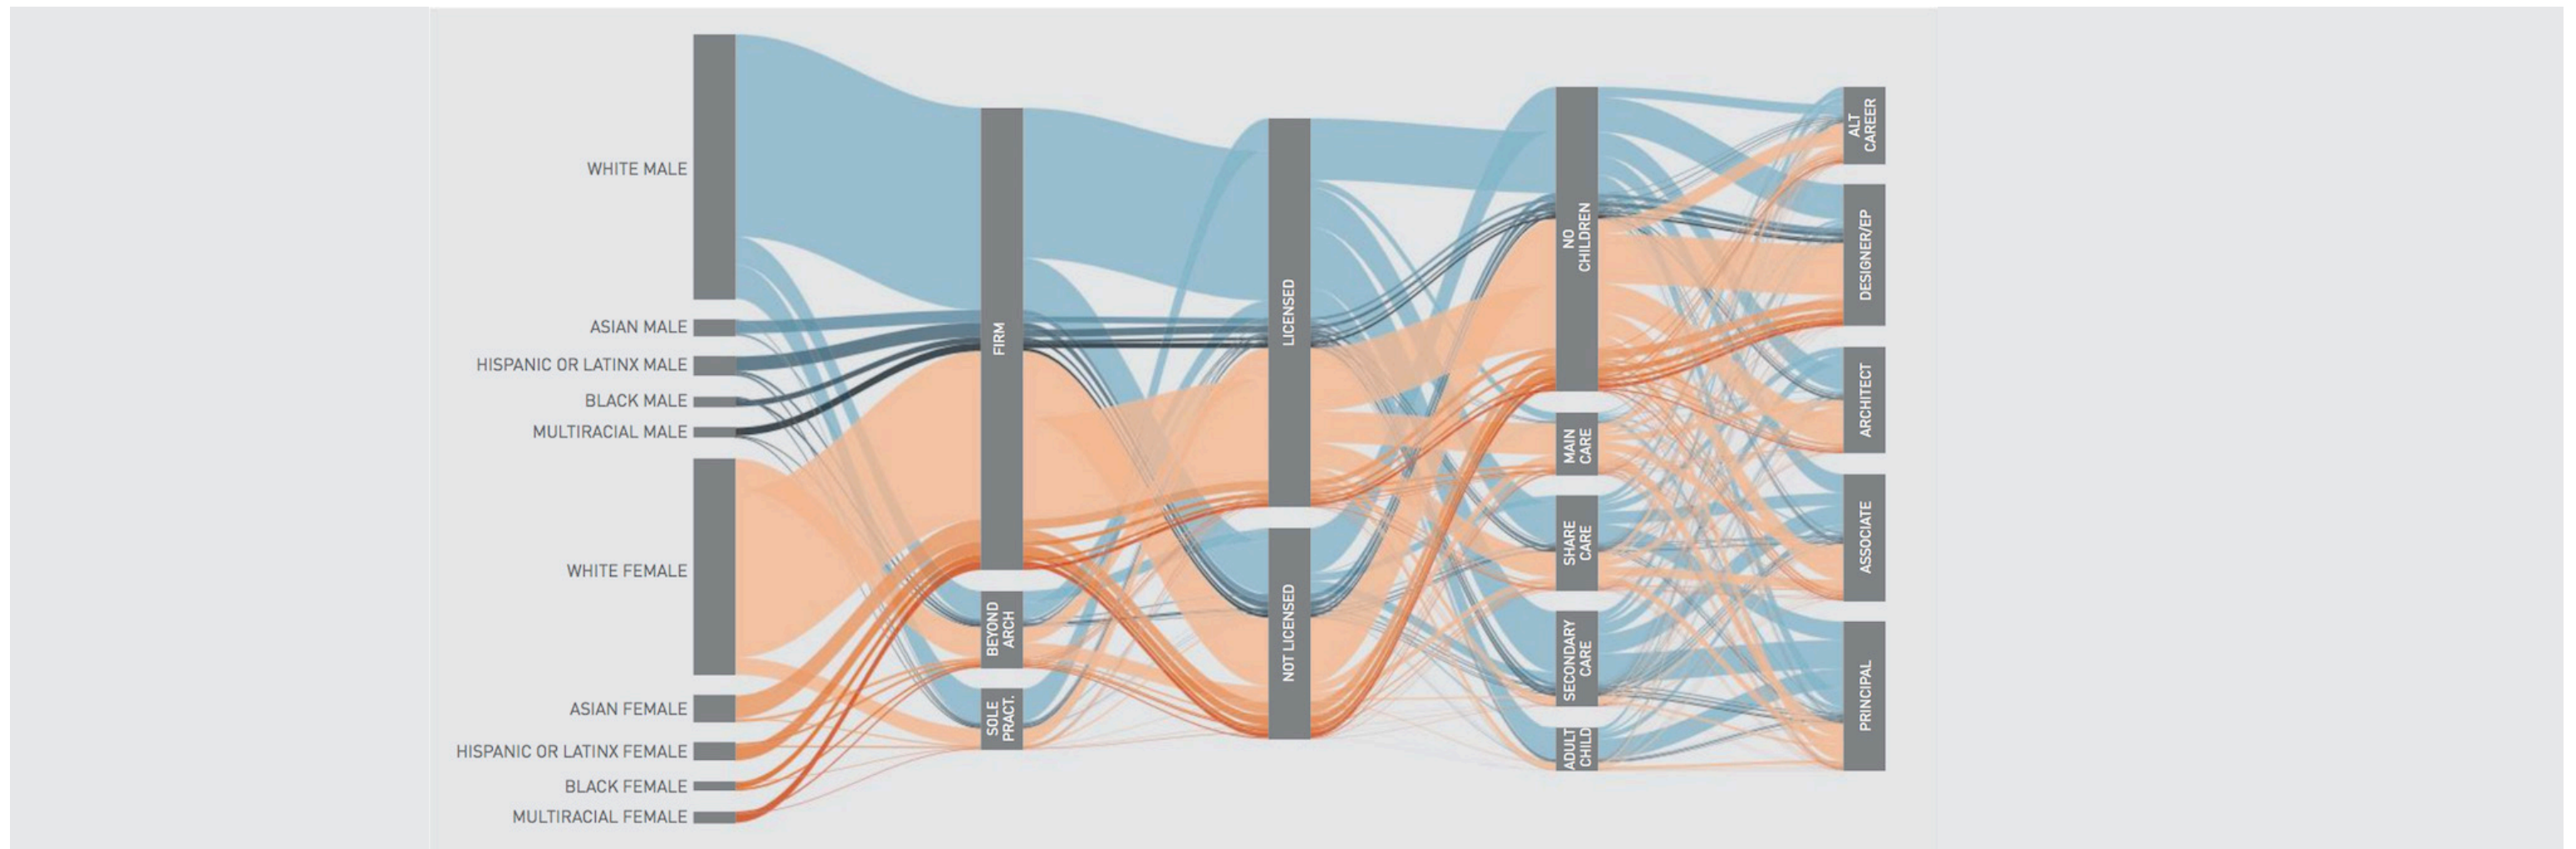 WHITE MALE
ASIAN MALE
HISPANIC OR LATINX MALE
BLACK MALE
MULTIRACIAL MALE
WHITE FEMALE
ASIAN FEMALE
HISPANIC OR LATINX FEMALE
BLACK FEMALE
MULTIRACIAL FEMALE
FIRM
BEYOND
ARCH
SOLE
PRACT.
LICENSED
NOT LICENSED
NO
CHILDREN
MAIN
CARE
SHARE
CARE
SECONDARY
CARE
ADULT
CHILD
ALT
CAREER
DESIGNER/EP
ARCHITECT
ASSOCIATE
PRINCIPAL